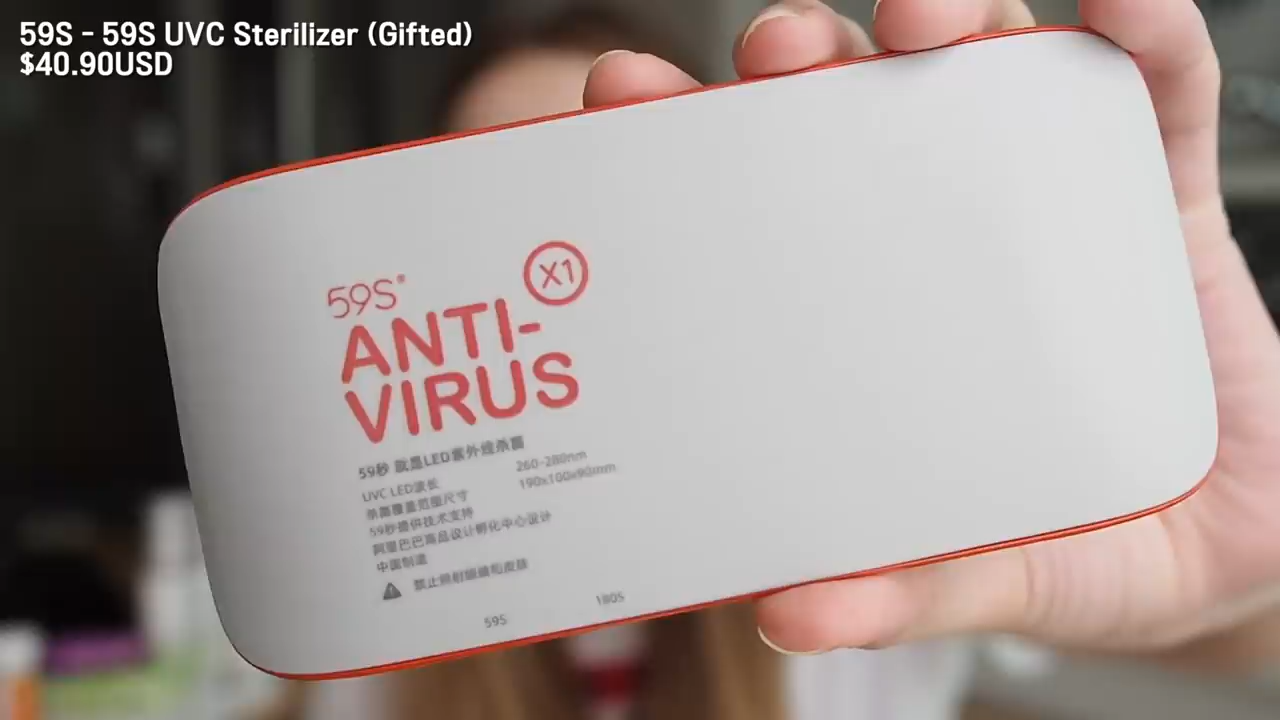 59S - 59S UVC Sterilizer (Gifted)
$40.90USD
59S®
X1
ANTI-
VIRUS
59秒 就是LED紫外线杀菌
UVC LED波长 260-280nm
杀菌覆盖范围尺寸 190x100x90mm
59秒提供技术支持
阿里巴巴商品设计孵化中心设计
中国制造
禁止照射眼睛和皮肤
59S 180S